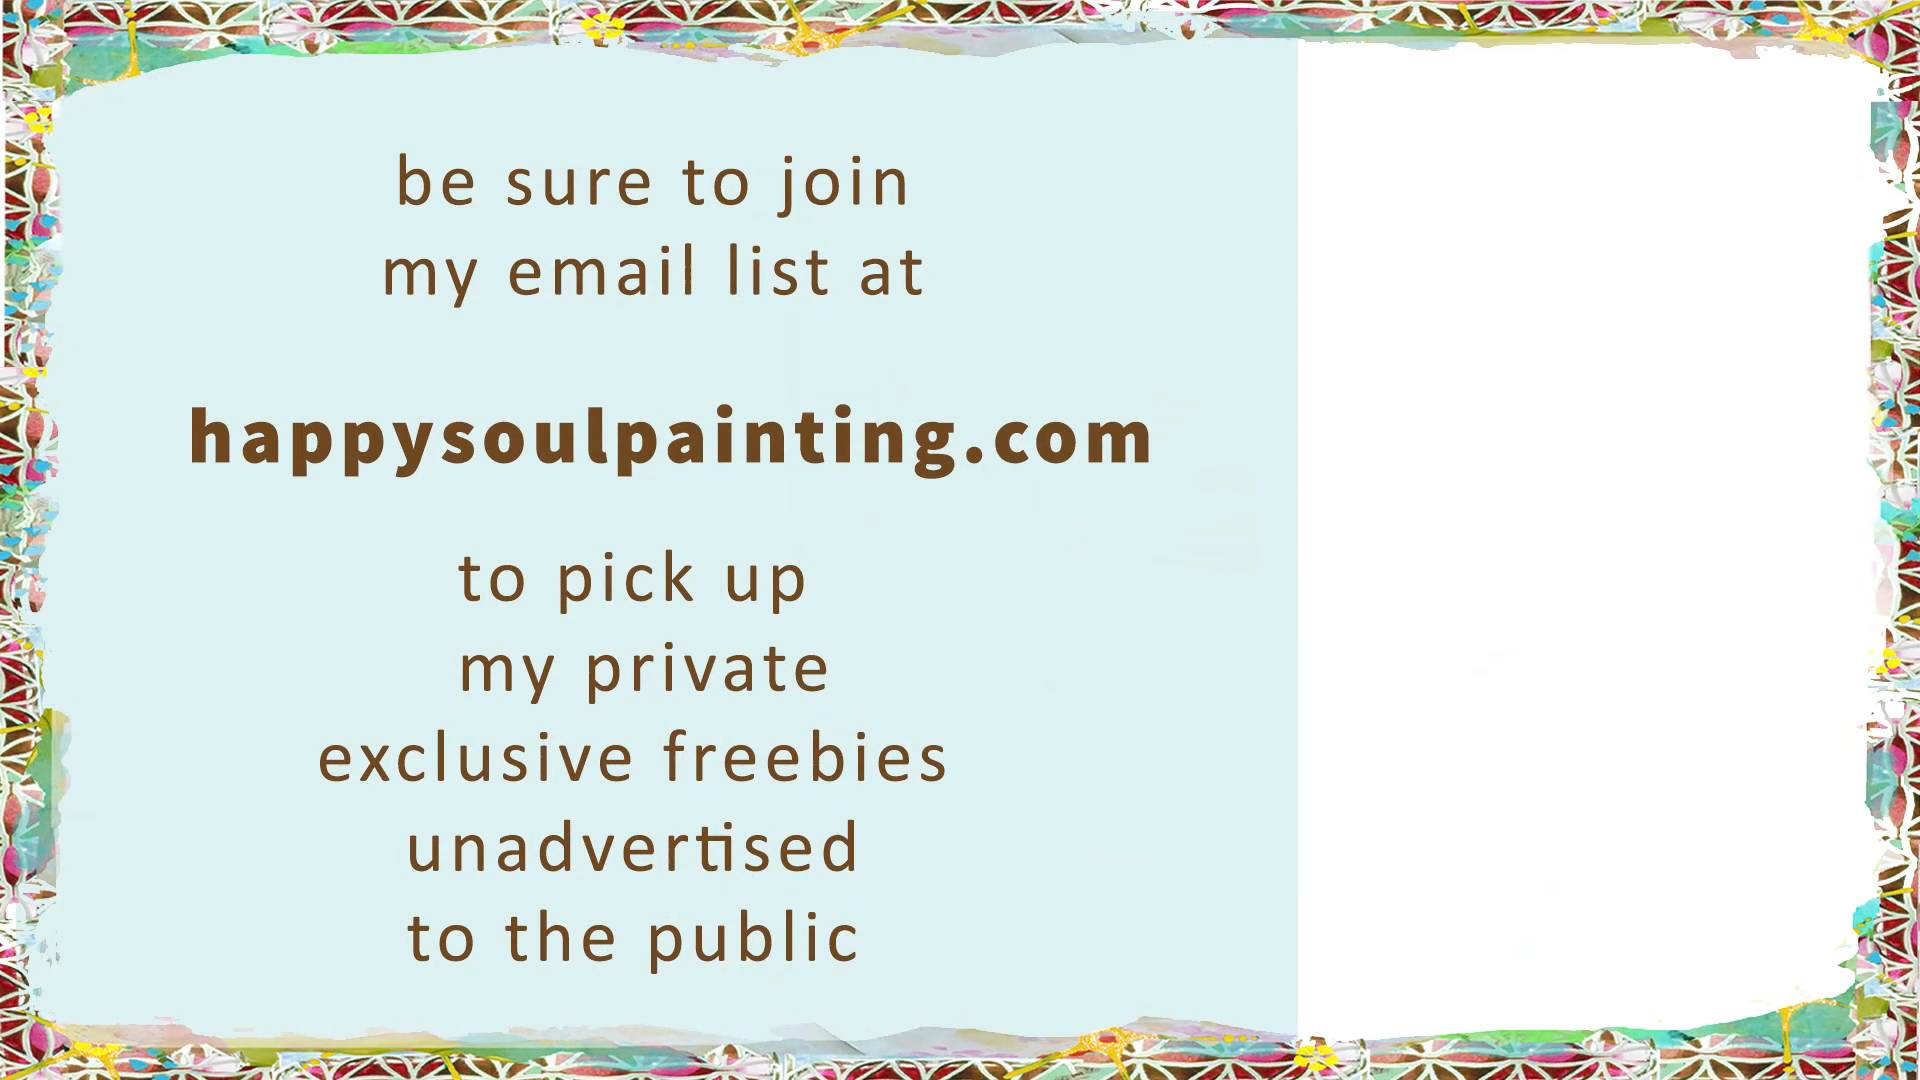 be sure to join
my email list at
happysoulpainting.com
to pick up
my private
exclusive freebies
unadvertised
to the public